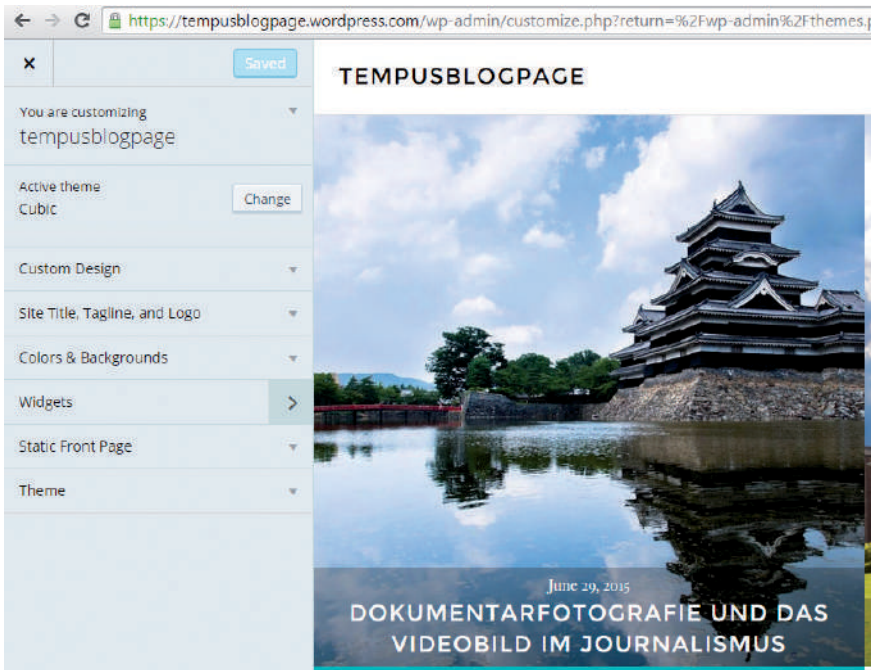 https://tempusblogpage.wordpress.com/wp-admin/customize.php?return=%2Fwp-admin%2Fthemes.p
Saved
TEMPUSBLOGPAGE
You are customizing
tempusblogpage
Active theme
Cubic
Change
Custom Design
Site Title, Tagline, and Logo
Colors & Backgrounds
Widgets
Static Front Page
Theme
June 29, 2015
DOKUMENTARFOTOGRAFIE UND DAS
VIDEOBILD IM JOURNALISMUS